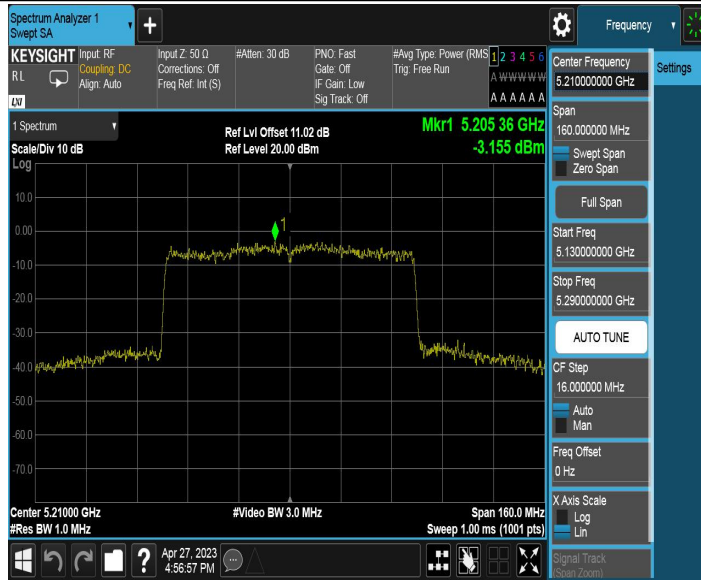 Spectrum Analyzer 1
Swept SA
+
Frequency
KEYSIGHT
RL
LXI
Input: RF
Coupling: DC
Align: Auto
Input Z: 50 Ω
Corrections: Off
Freq Ref: Int (S)
#Atten: 30 dB
PNO: Fast
Gate: Off
IF Gain: Low
Sig Track: Off
#Avg Type: Power (RMS
Trig: Free Run
1 2 3 4 5 6
A W W W W W
A A A A A A
1 Spectrum
Scale/Div 10 dB
Log
Ref Lvl Offset 11.02 dB
Ref Level 20.00 dBm
Mkr1 5.205 36 GHz
-3.155 dBm
1
10.0
0.00
-10.0
-20.0
-30.0
-40.0
-50.0
-60.0
-70.0
Center 5.21000 GHz
#Res BW 1.0 MHz
#Video BW 3.0 MHz
Span 160.0 MHz
Sweep 1.00 ms (1001 pts)
?
Apr 27, 2023
4:56:57 PM
Center Frequency
5.210000000 GHz
Span
160.000000 MHz
Swept Span
Zero Span
Full Span
Start Freq
5.130000000 GHz
Stop Freq
5.290000000 GHz
AUTO TUNE
CF Step
16.000000 MHz
Auto
Man
Freq Offset
0 Hz
X Axis Scale
Log
Lin
Signal Track
(Span Zoom)
Settings